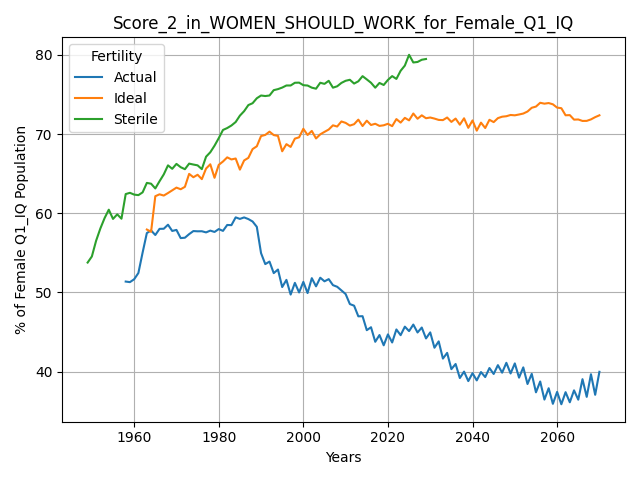 Score_2_in_WOMEN_SHOULD_WORK_for_Female_Q1_IQ
Fertility
Actual
Ideal
Sterile
% of Female Q1_IQ Population
80
70
60
50
40
1960
1980
2000
2020
2040
2060
Years